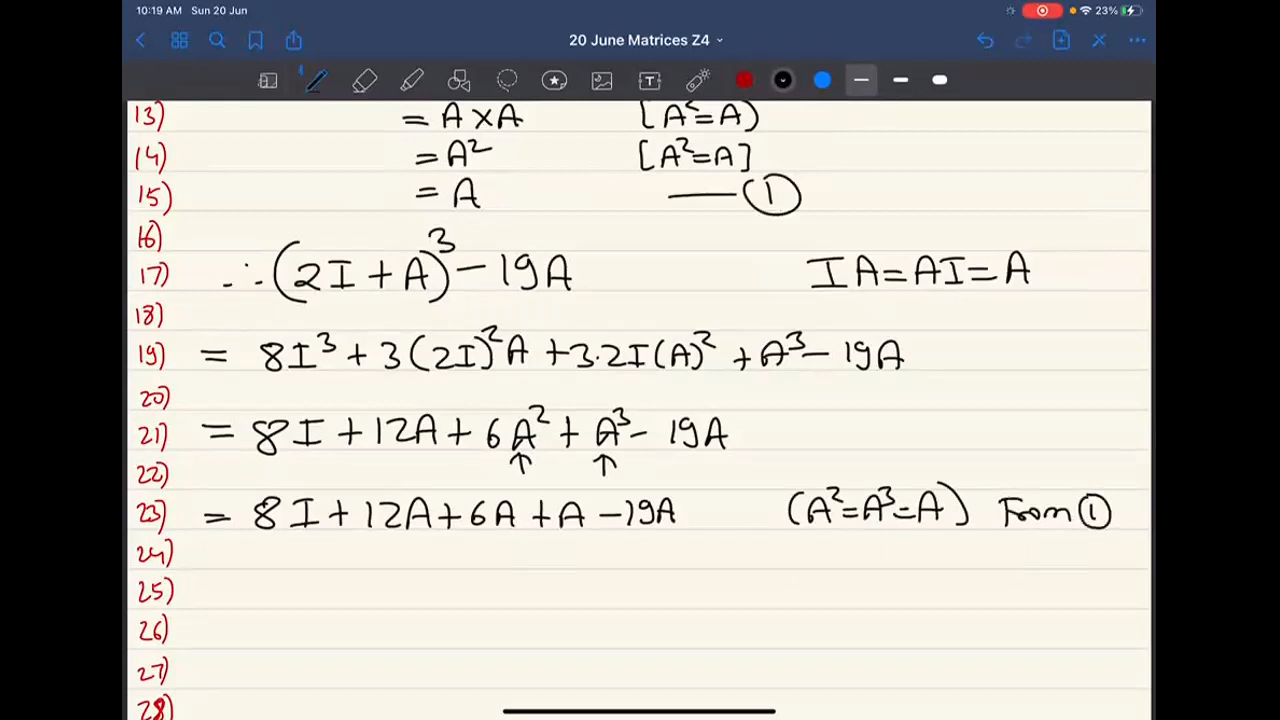 10:19 AM Sun 20 Jun 23%
20 June Matrices Z4
13) = A × A [A²=A)
14) = A² [A²=A]
15) = A —— ①
16)
17) ∴ (2I + A)³ − 19A IA = AI = A
18)
19) = 8I³ + 3(2I)²A + 3·2I(A)² + A³ − 19A
20)
21) = 8I + 12A + 6A² + A³ − 19A
22) ↑ ↑
23) = 8I + 12A + 6A + A − 19A (A²=A³=A) From ①
24)
25)
26)
27)
28)